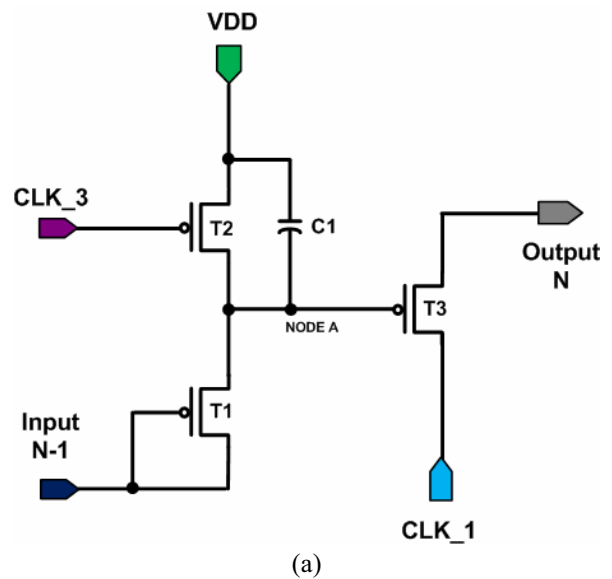 VDD
CLK_3
T2
C1
Output
N
T3
NODE A
Input
N-1
T1
CLK_1
(a)